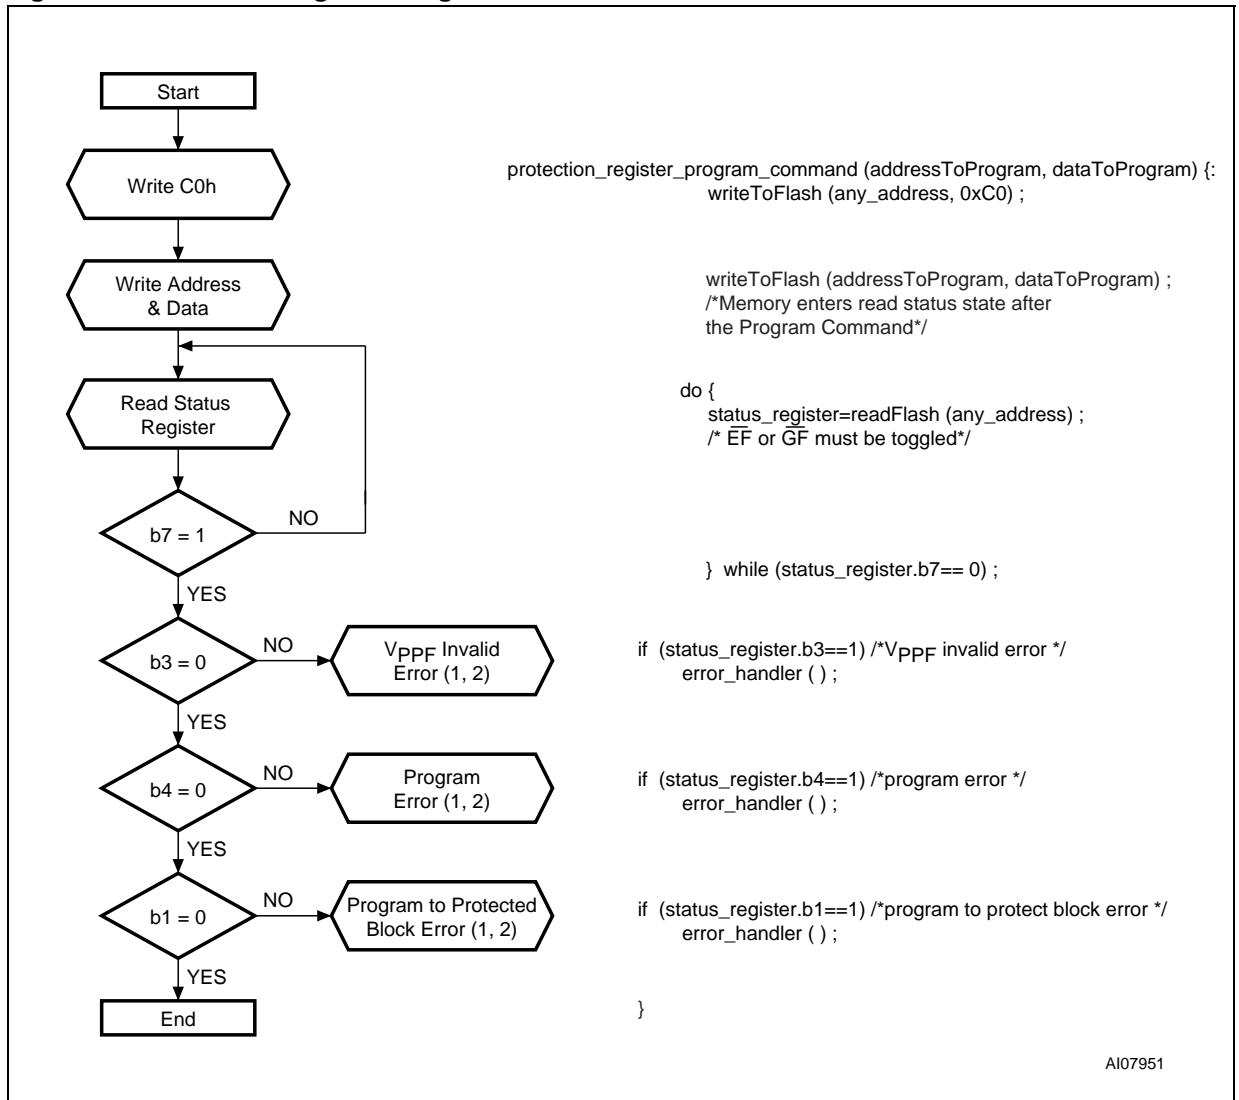 Start
Write C0h
protection_register_program_command (addressToProgram, dataToProgram) {:
writeToFlash (any_address, 0xC0) ;
Write Address
& Data
writeToFlash (addressToProgram, dataToProgram) ;
/*Memory enters read status state after
the Program Command*/
Read Status
Register
do {
status_register=readFlash (any_address) ;
/* E̅F̅ or G̅F̅ must be toggled*/
b7 = 1
NO
YES
} while (status_register.b7== 0) ;
b3 = 0
NO
YES
VPPF Invalid
Error (1, 2)
if (status_register.b3==1) /*VPPF invalid error */
error_handler ( ) ;
b4 = 0
NO
YES
Program
Error (1, 2)
if (status_register.b4==1) /*program error */
error_handler ( ) ;
b1 = 0
NO
YES
Program to Protected
Block Error (1, 2)
if (status_register.b1==1) /*program to protect block error */
error_handler ( ) ;
End
}
AI07951